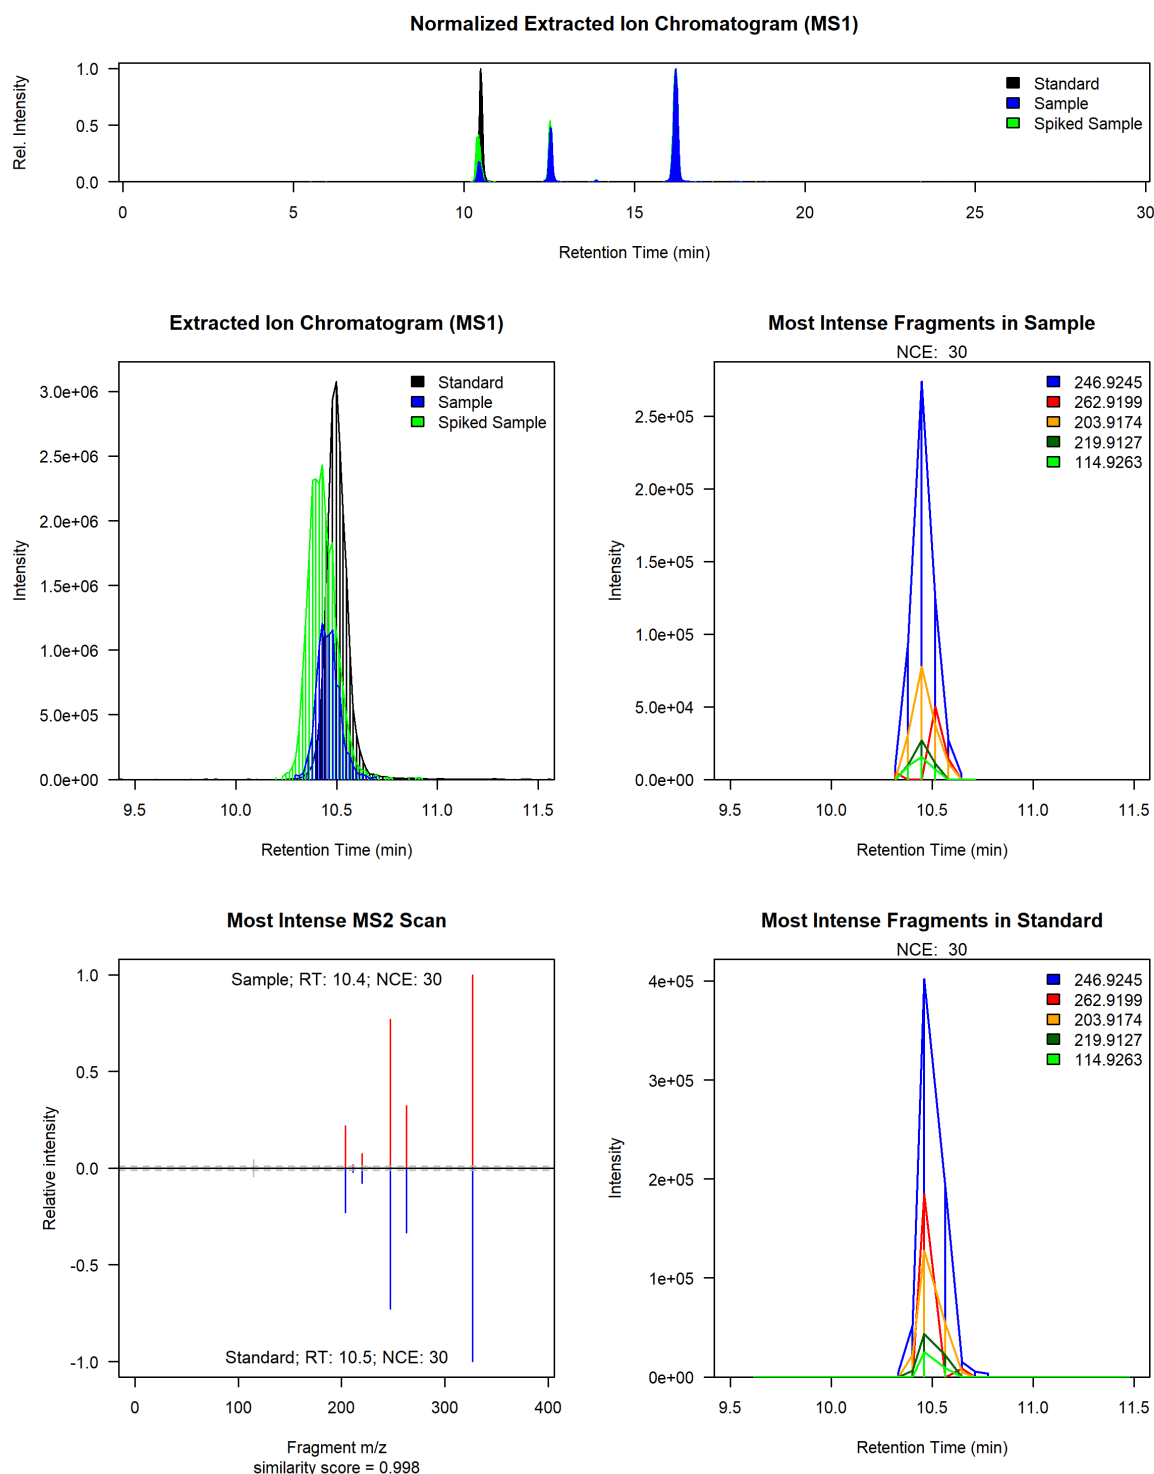 Normalized Extracted Ion Chromatogram (MS1)
Rel. Intensity
1.0
0.5
0.0
Standard
Sample
Spiked Sample
0 5 10 15 20 25 30
Retention Time (min)
Extracted Ion Chromatogram (MS1)
Intensity
3.0e+06
2.5e+06
2.0e+06
1.5e+06
1.0e+06
5.0e+05
0.0e+00
Standard
Sample
Spiked Sample
9.5 10.0 10.5 11.0 11.5
Retention Time (min)
Most Intense Fragments in Sample
NCE: 30
Intensity
2.5e+05
2.0e+05
1.5e+05
1.0e+05
5.0e+04
0.0e+00
246.9245
262.9199
203.9174
219.9127
114.9263
9.5 10.0 10.5 11.0 11.5
Retention Time (min)
Most Intense MS2 Scan
Relative intensity
1.0
0.5
0.0
-0.5
-1.0
Sample; RT: 10.4; NCE: 30
Standard; RT: 10.5; NCE: 30
0 100 200 300 400
Fragment m/z
similarity score = 0.998
Most Intense Fragments in Standard
NCE: 30
Intensity
4e+05
3e+05
2e+05
1e+05
0e+00
246.9245
262.9199
203.9174
219.9127
114.9263
9.5 10.0 10.5 11.0 11.5
Retention Time (min)